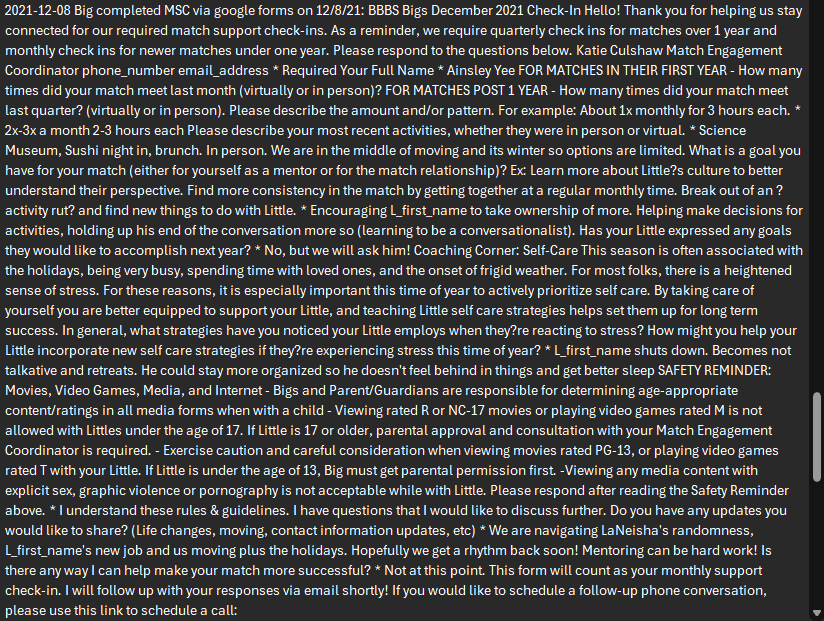 2021-12-08 Big completed MSC via google forms on 12/8/21: BBBS Bigs December 2021 Check-In Hello! Thank you for helping us stay
connected for our required match support check-ins. As a reminder, we require quarterly check ins for matches over 1 year and
monthly check ins for newer matches under one year. Please respond to the questions below. Katie Culshaw Match Engagement
Coordinator phone_number email_address * Required Your Full Name * Ainsley Yee FOR MATCHES IN THEIR FIRST YEAR - How many
times did your match meet last month (virtually or in person)? FOR MATCHES POST 1 YEAR - How many times did your match meet
last quarter? (virtually or in person). Please describe the amount and/or pattern. For example: About 1x monthly for 3 hours each. *
2x-3x a month 2-3 hours each Please describe your most recent activities, whether they were in person or virtual. * Science
Museum, Sushi night in, brunch. In person. We are in the middle of moving and its winter so options are limited. What is a goal you
have for your match (either for yourself as a mentor or for the match relationship)? Ex: Learn more about Little?s culture to better
understand their perspective. Find more consistency in the match by getting together at a regular monthly time. Break out of an ?
activity rut? and find new things to do with Little. * Encouraging L_first_name to take ownership of more. Helping make decisions for
activities, holding up his end of the conversation more so (learning to be a conversationalist). Has your Little expressed any goals
they would like to accomplish next year? * No, but we will ask him! Coaching Corner: Self-Care This season is often associated with
the holidays, being very busy, spending time with loved ones, and the onset of frigid weather. For most folks, there is a heightened
sense of stress. For these reasons, it is especially important this time of year to actively prioritize self care. By taking care of
yourself you are better equipped to support your Little, and teaching Little self care strategies helps set them up for long term
success. In general, what strategies have you noticed your Little employs when they?re reacting to stress? How might you help your
Little incorporate new self care strategies if they?re experiencing stress this time of year? * L_first_name shuts down. Becomes not
talkative and retreats. He could stay more organized so he doesn't feel behind in things and get better sleep SAFETY REMINDER:
Movies, Video Games, Media, and Internet - Bigs and Parent/Guardians are responsible for determining age-appropriate
content/ratings in all media forms when with a child - Viewing rated R or NC-17 movies or playing video games rated M is not
allowed with Littles under the age of 17. If Little is 17 or older, parental approval and consultation with your Match Engagement
Coordinator is required. - Exercise caution and careful consideration when viewing movies rated PG-13, or playing video games
rated T with your Little. If Little is under the age of 13, Big must get parental permission first. -Viewing any media content with
explicit sex, graphic violence or pornography is not acceptable while with Little. Please respond after reading the Safety Reminder
above. * I understand these rules & guidelines. I have questions that I would like to discuss further. Do you have any updates you
would like to share? (Life changes, moving, contact information updates, etc) * We are navigating LaNeisha's randomness,
L_first_name's new job and us moving plus the holidays. Hopefully we get a rhythm back soon! Mentoring can be hard work! Is
there any way I can help make your match more successful? * Not at this point. This form will count as your monthly support
check-in. I will follow up with your responses via email shortly! If you would like to schedule a follow-up phone conversation,
please use this link to schedule a call: